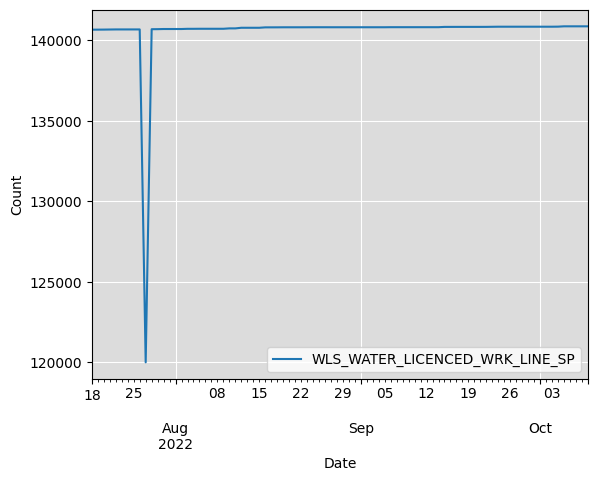 140000
135000
130000
125000
120000
Count
WLS_WATER_LICENCED_WRK_LINE_SP
18 25 08 15 22 29 05 12 19 26 03
Aug Sep Oct
2022
Date